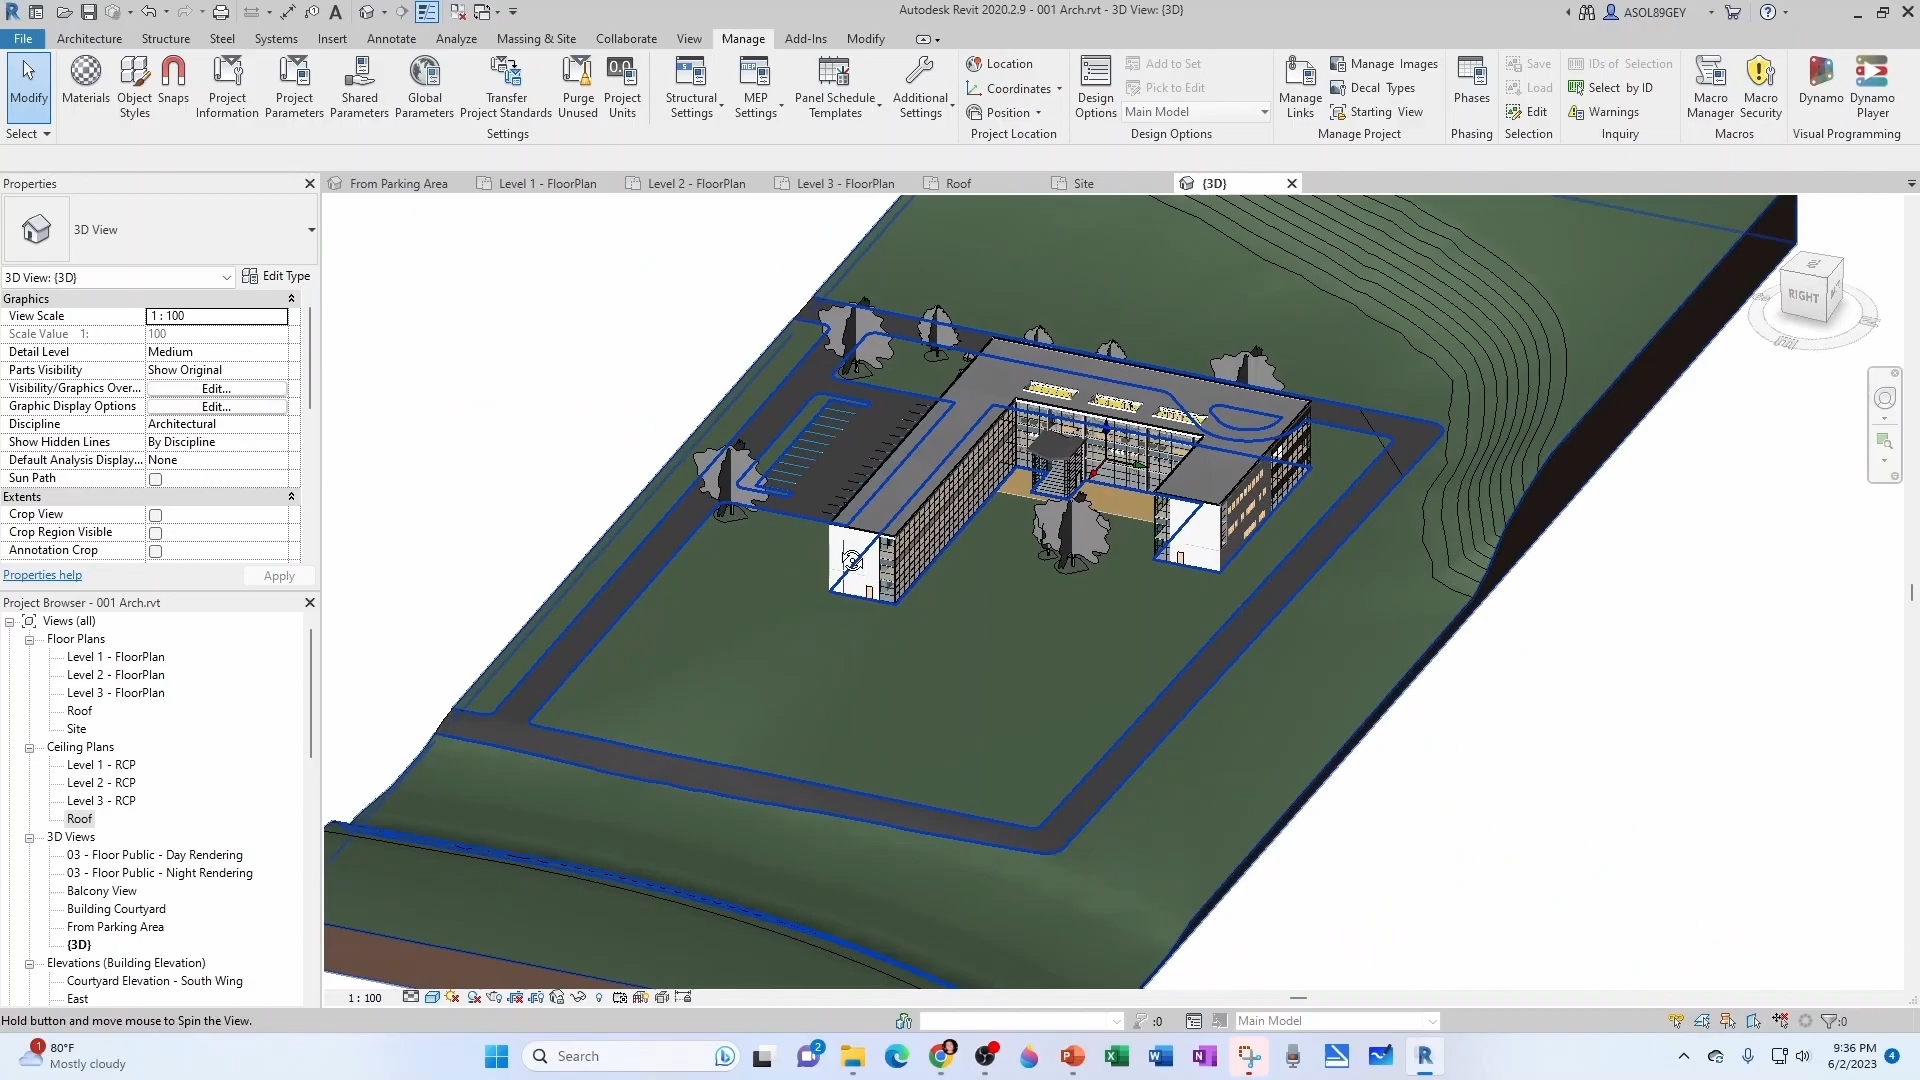 Autodesk Revit 2020.2.9 - 001 Arch.rvt - 3D View: {3D}
ASOL89GEY
File
Architecture
Structure
Steel
Systems
Insert
Annotate
Analyze
Massing & Site
Collaborate
View
Manage
Add-Ins
Modify
Modify
Select
Materials
Object Styles
Snaps
Project Information
Project Parameters
Shared Parameters
Global Parameters
Transfer Project Standards
Purge Unused
Project Units
Settings
Structural Settings
MEP Settings
Panel Schedule Templates
Additional Settings
Location
Coordinates
Position
Project Location
Design Options
Add to Set
Pick to Edit
Main Model
Design Options
Manage Links
Manage Images
Decal Types
Starting View
Manage Project
Phases
Phasing
Save
Load
Edit
Selection
IDs of Selection
Select by ID
Warnings
Inquiry
Macro Manager
Macro Security
Macros
Dynamo
Dynamo Player
Visual Programming
Properties
From Parking Area
Level 1 - FloorPlan
Level 2 - FloorPlan
Level 3 - FloorPlan
Roof
Site
{3D}
3D View
3D View: {3D}
Edit Type
Graphics
View Scale 1 : 100
Scale Value 1: 100
Detail Level Medium
Parts Visibility Show Original
Visibility/Graphics Over... Edit...
Graphic Display Options Edit...
Discipline Architectural
Show Hidden Lines By Discipline
Default Analysis Display... None
Sun Path
Extents
Crop View
Crop Region Visible
Annotation Crop
Properties help
Apply
RIGHT
Project Browser - 001 Arch.rvt
Views (all)
Floor Plans
Level 1 - FloorPlan
Level 2 - FloorPlan
Level 3 - FloorPlan
Roof
Site
Ceiling Plans
Level 1 - RCP
Level 2 - RCP
Level 3 - RCP
Roof
3D Views
03 - Floor Public - Day Rendering
03 - Floor Public - Night Rendering
Balcony View
Building Courtyard
From Parking Area
{3D}
Elevations (Building Elevation)
Courtyard Elevation - South Wing
East
1 : 100
Hold button and move mouse to Spin the View.
:0
Main Model
:0
1
80°F
Mostly cloudy
Search
2
9:36 PM
6/2/2023
4